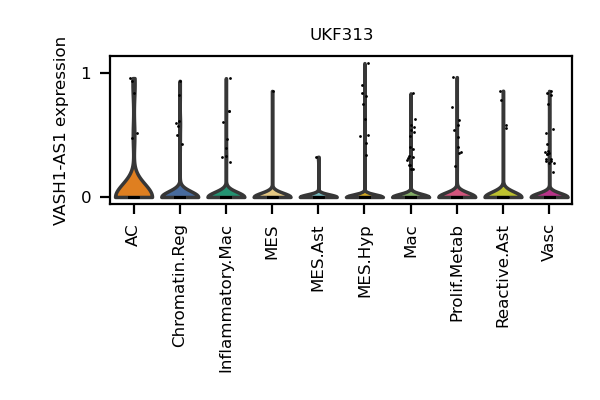 UKF313
VASH1-AS1 expression
1
0
AC
Chromatin.Reg
Inflammatory.Mac
MES
MES.Ast
MES.Hyp
Mac
Prolif.Metab
Reactive.Ast
Vasc